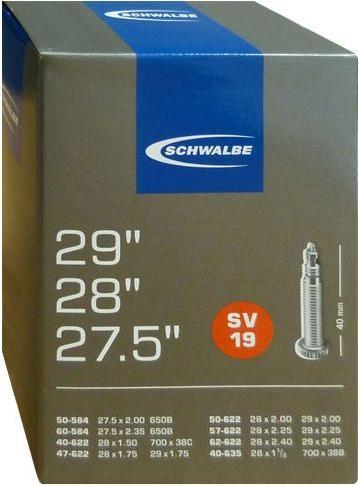 SCHWALBE
SCHWALBE
29"
28"
27.5"
SV
19
40 mm
50-584 27.5 x 2.00 650B
60-584 27.5 x 2.35 650B
40-622 28 x 1.50 700 x 38C
47-622 28 x 1.75 29 x 1.75
50-622 28 x 2.00 29 x 2.00
57-622 28 x 2.25 29 x 2.25
62-622 28 x 2.40 29 x 2.40
40-635 28 x 1½ 700 x 38B